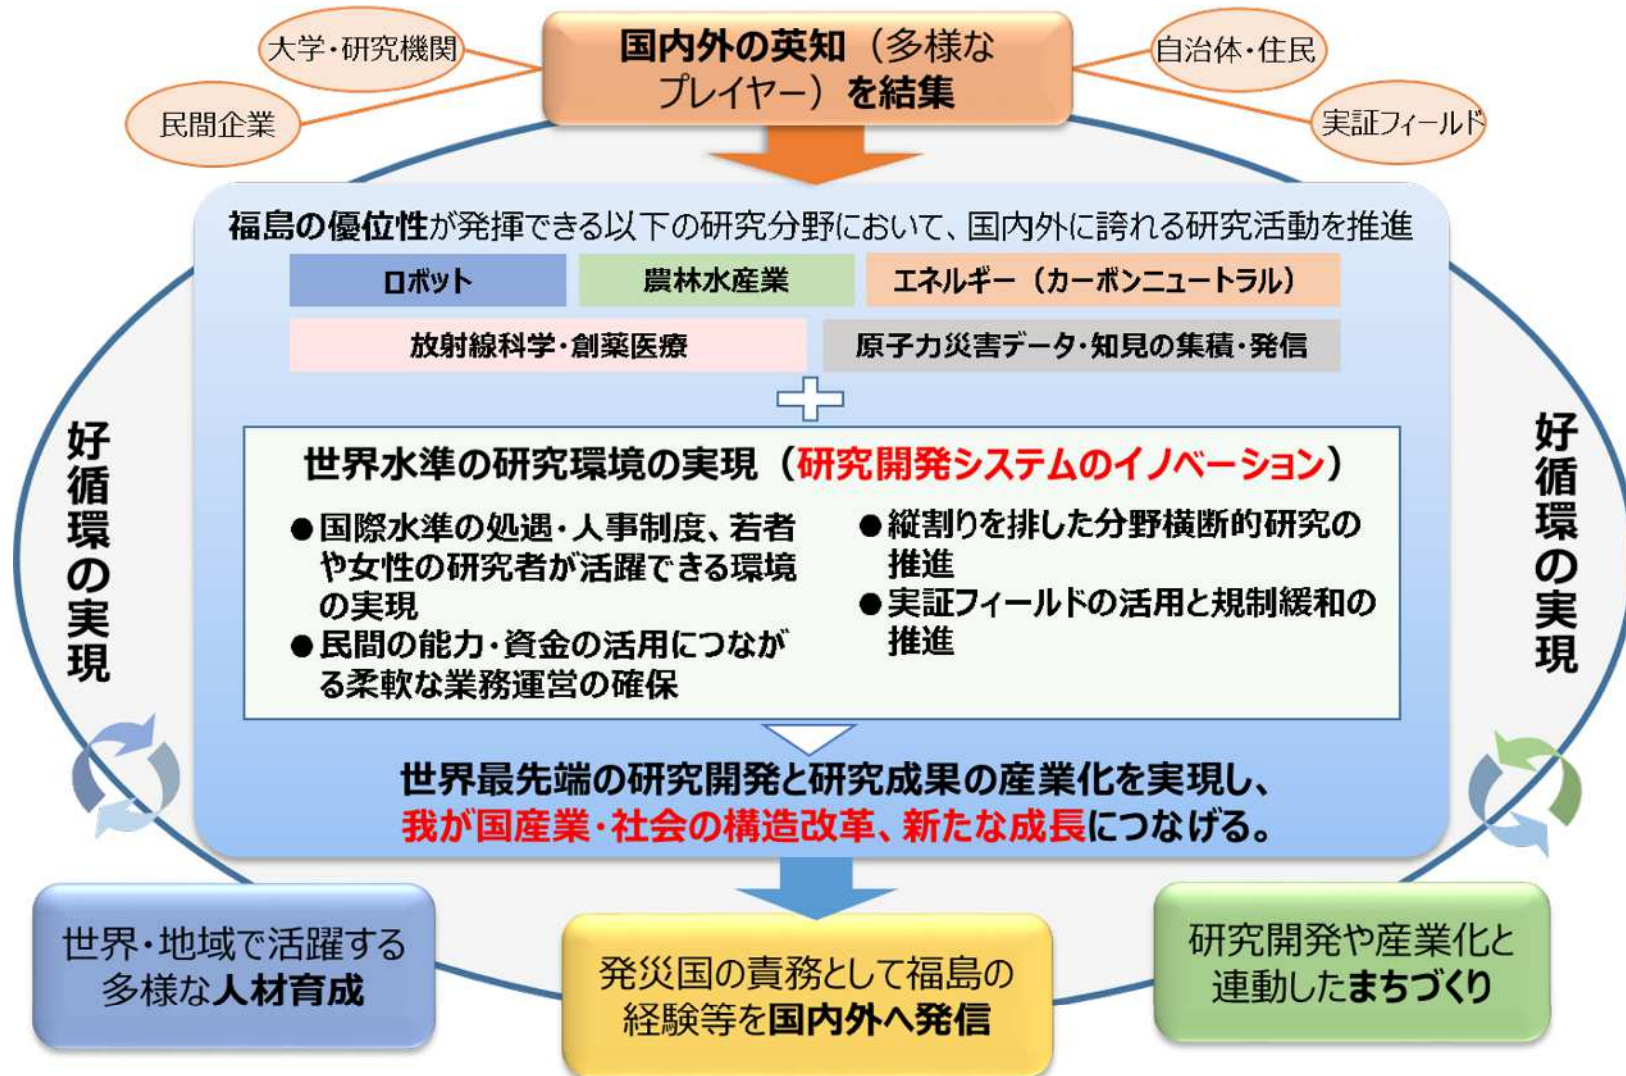 大学・研究機関
民間企業
国内外の英知（多様な
プレイヤー）を結集
自治体・住民
実証フィールド
福島の優位性が発揮できる以下の研究分野において、国内外に誇れる研究活動を推進
ロボット
農林水産業
エネルギー（カーボンニュートラル）
放射線科学・創薬医療
原子力災害データ・知見の集積・発信
好循環の実現
世界水準の研究環境の実現（研究開発システムのイノベーション）
●国際水準の処遇・人事制度、若者
や女性の研究者が活躍できる環境
の実現
●民間の能力・資金の活用につなが
る柔軟な業務運営の確保
●縦割りを排した分野横断的研究の
推進
●実証フィールドの活用と規制緩和の
推進
好循環の実現
世界最先端の研究開発と研究成果の産業化を実現し、
我が国産業・社会の構造改革、新たな成長につなげる。
世界・地域で活躍する
多様な人材育成
発災国の責務として福島の
経験等を国内外へ発信
研究開発や産業化と
連動したまちづくり